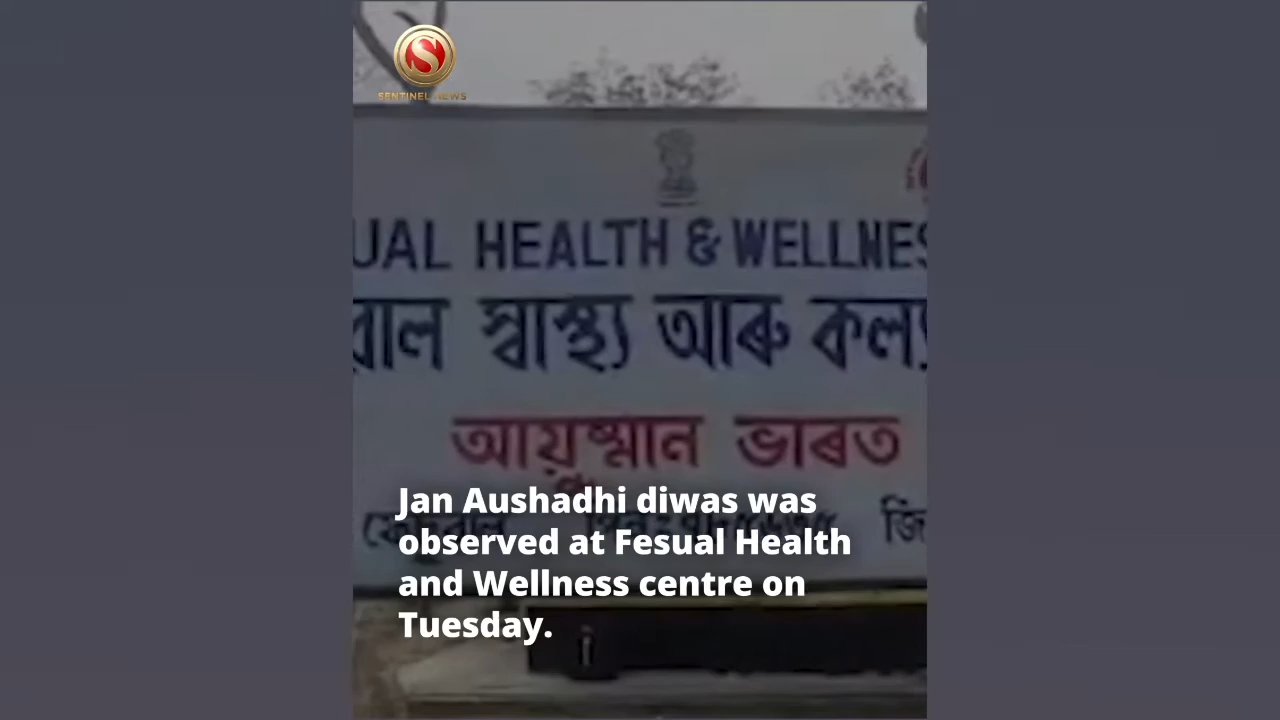 SENTINEL NEWS
UAL HEALTH & WELLNES
াল স্বাস্থ্য আৰু কল্য
আয়ুষ্মান ভাৰত
ফেচুৱাল জি
Jan Aushadhi diwas was
observed at Fesual Health
and Wellness centre on
Tuesday.